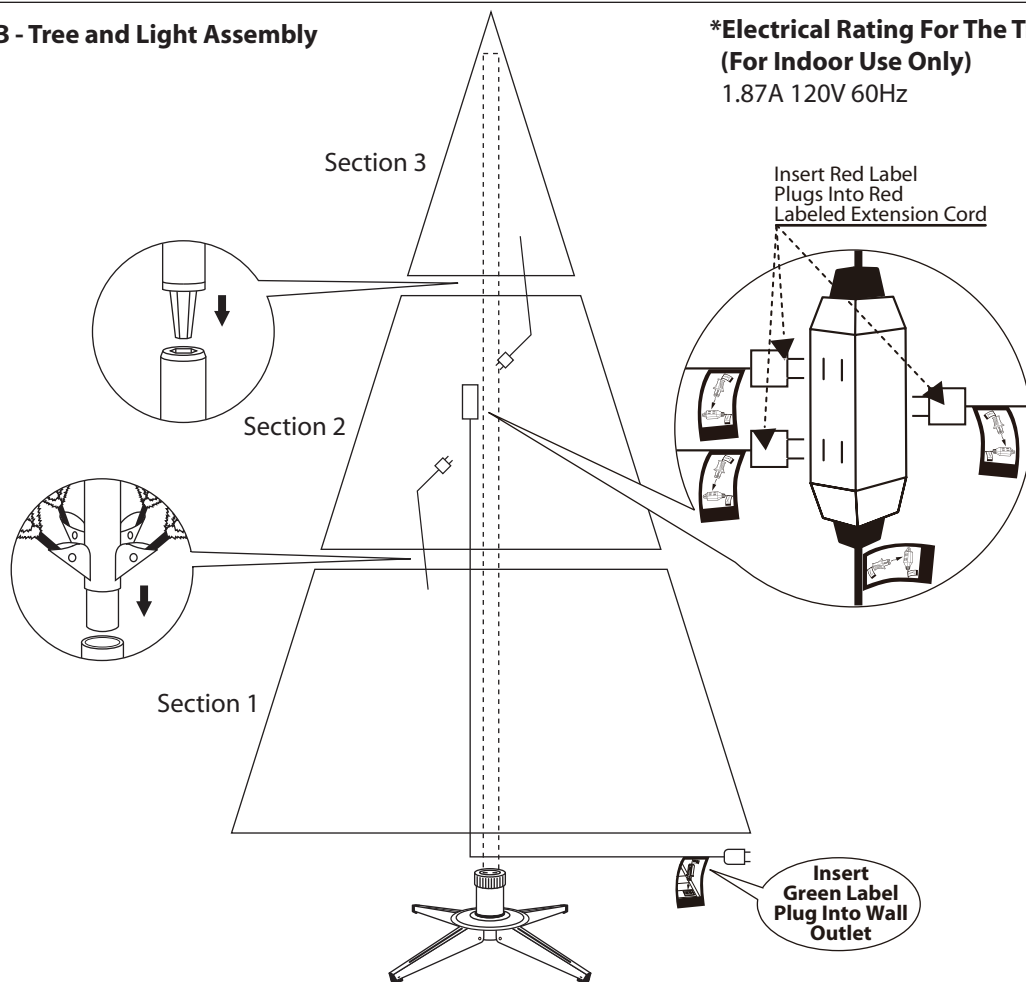 3 - Tree and Light Assembly
*Electrical Rating For The
(For Indoor Use Only)
1.87A 120V 60Hz
Section 3
Insert Red Label
Plugs Into Red
Labeled Extension Cord
Section 2
Section 1
Insert
Green Label
Plug Into Wall
Outlet